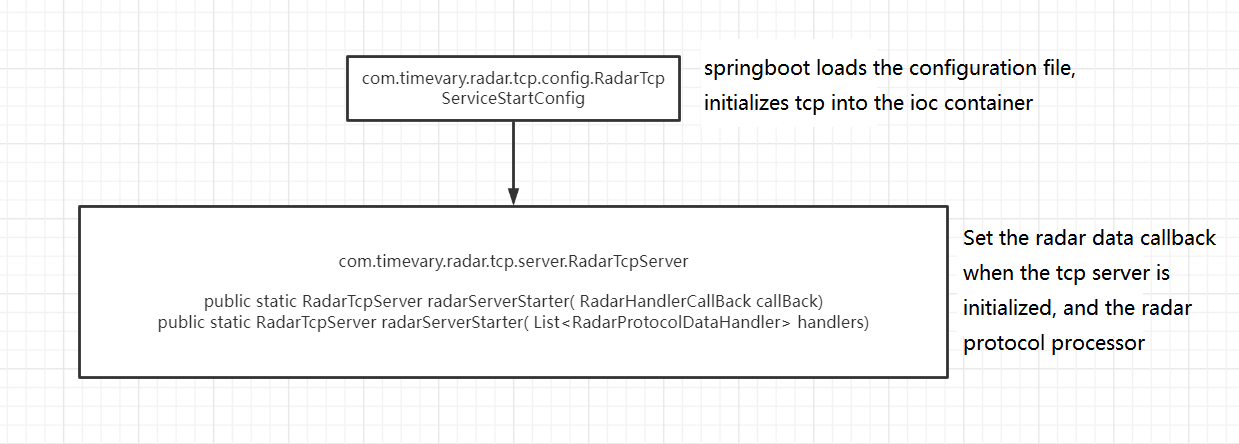 com.timevary.radar.tcp.config.RadarTcp
ServiceStartConfig
springboot loads the configuration file,
initializes tcp into the ioc container
com.timevary.radar.tcp.server.RadarTcpServer
public static RadarTcpServer radarServerStarter( RadarHandlerCallBack callBack)
public static RadarTcpServer radarServerStarter( List<RadarProtocolDataHandler> handlers)
Set the radar data callback
when the tcp server is
initialized, and the radar
protocol processor